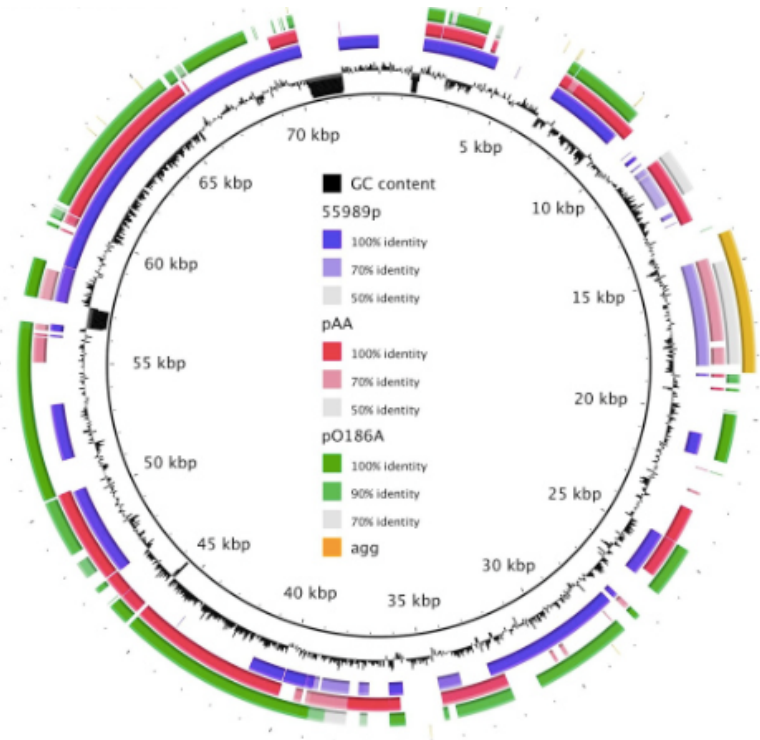 70 kbp
5 kbp
65 kbp
10 kbp
60 kbp
15 kbp
55 kbp
20 kbp
50 kbp
25 kbp
45 kbp
30 kbp
40 kbp
35 kbp
GC content
55989p
100% identity
70% identity
50% identity
pAA
100% identity
70% identity
50% identity
pO186A
100% identity
90% identity
70% identity
agg